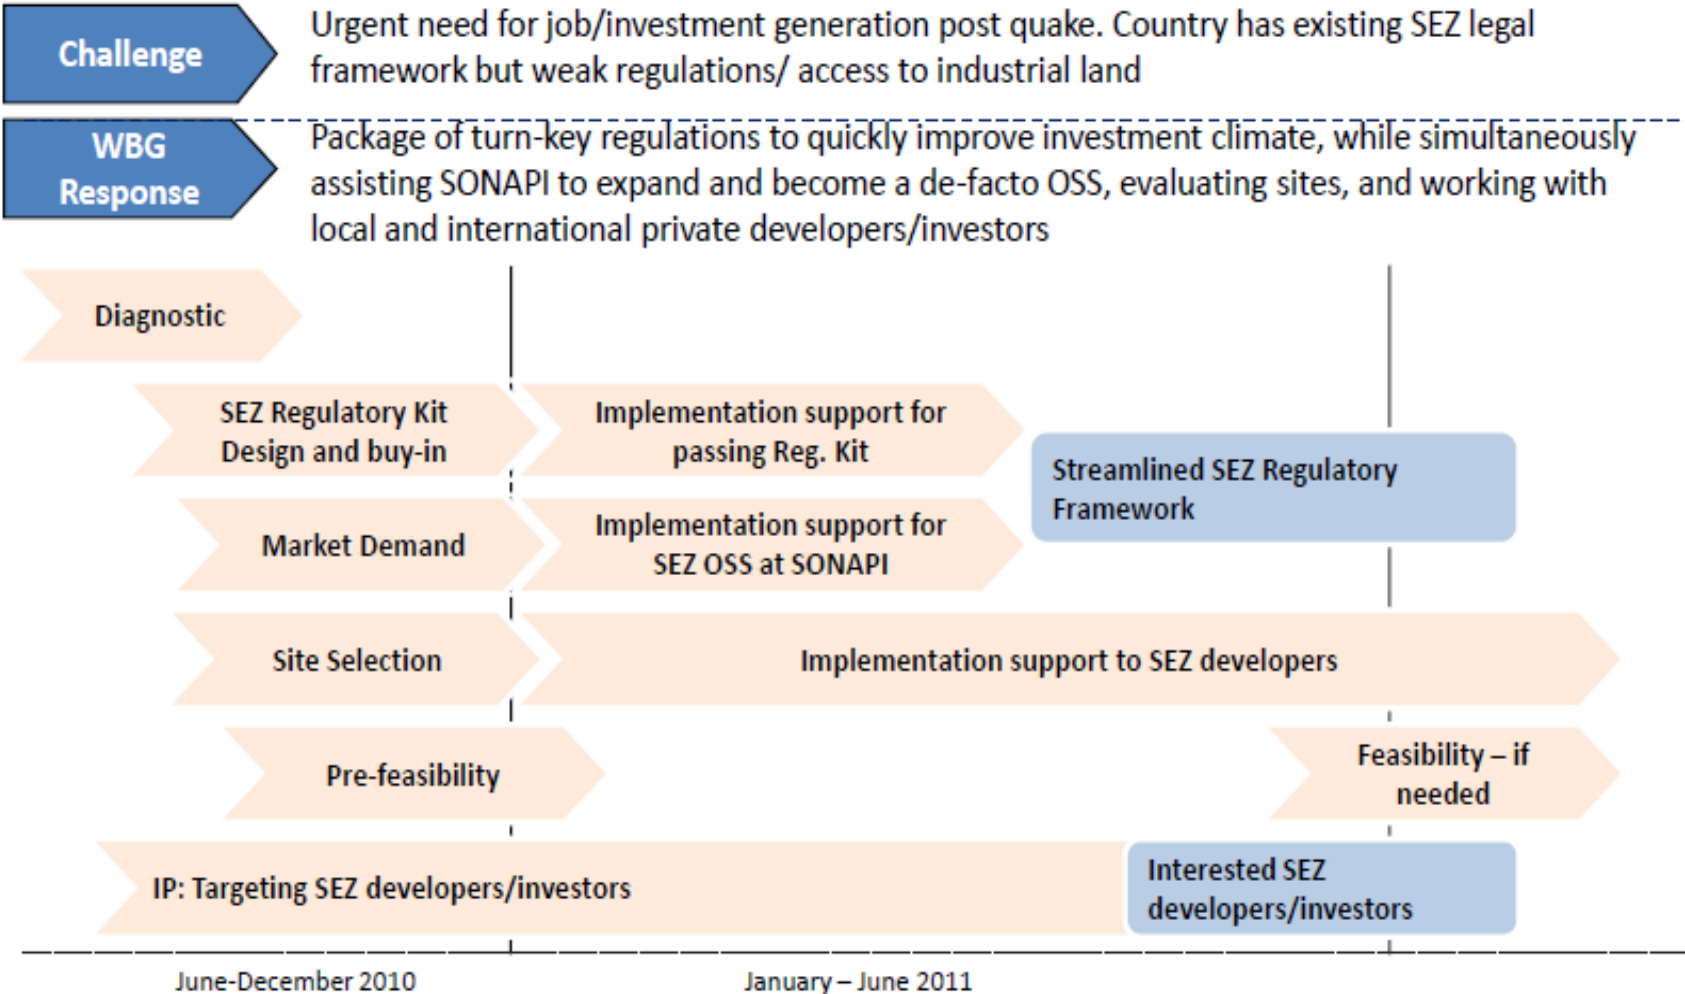 Challenge
Urgent need for job/investment generation post quake. Country has existing SEZ legal
framework but weak regulations/ access to industrial land
WBG
Response
Package of turn-key regulations to quickly improve investment climate, while simultaneously
assisting SONAPI to expand and become a de-facto OSS, evaluating sites, and working with
local and international private developers/investors
Diagnostic
SEZ Regulatory Kit
Design and buy-in
Implementation support for
passing Reg. Kit
Streamlined SEZ Regulatory
Framework
Market Demand
Implementation support for
SEZ OSS at SONAPI
Site Selection
Implementation support to SEZ developers
Pre-feasibility
Feasibility – if
needed
IP: Targeting SEZ developers/investors
Interested SEZ
developers/investors
June-December 2010
January – June 2011